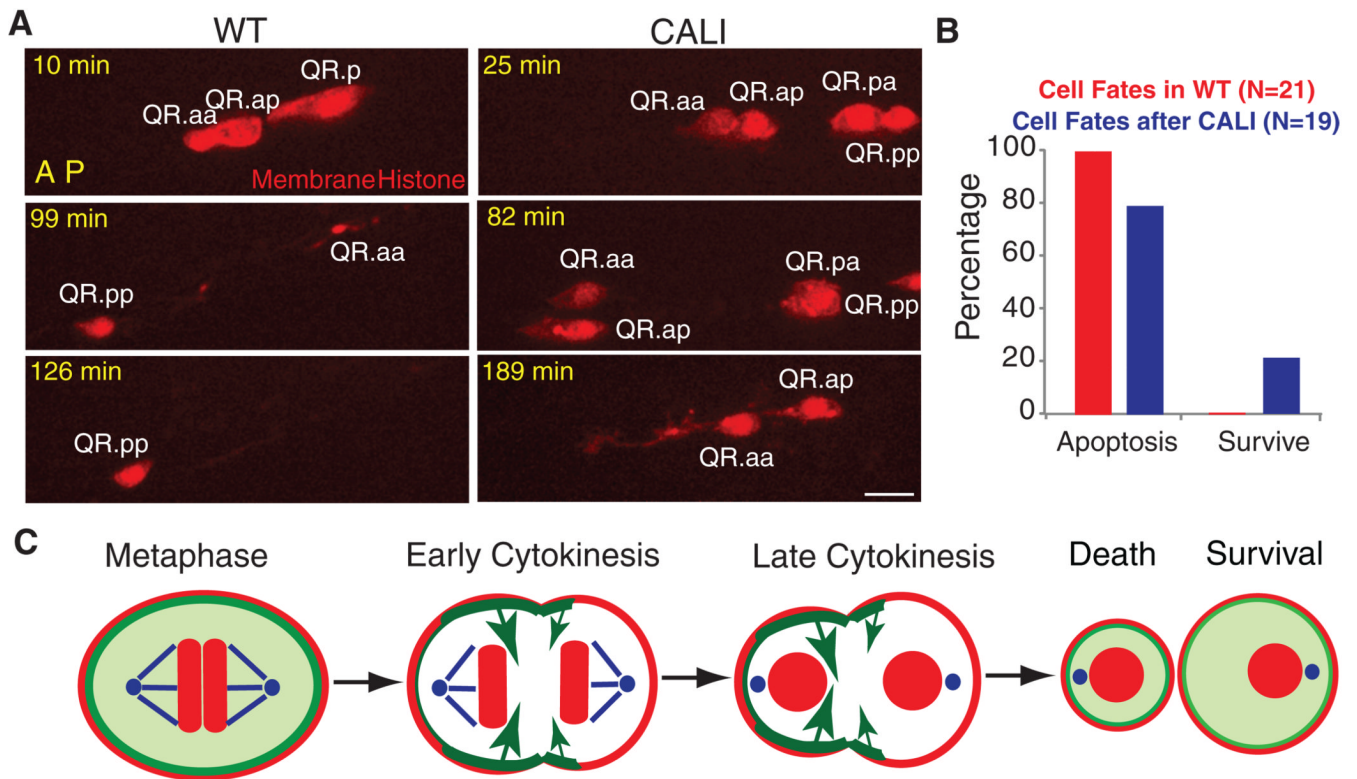 A
WT
CALI
10 min
QR.p
QR.ap
QR.aa
A P
MembraneHistone
25 min
QR.aa
QR.ap
QR.pa
QR.pp
99 min
QR.aa
QR.pp
82 min
QR.aa
QR.pa
QR.pp
QR.ap
126 min
QR.pp
189 min
QR.ap
QR.aa
B
Cell Fates in WT (N=21)
Cell Fates after CALI (N=19)
Percentage
100
80
60
40
20
0
Apoptosis
Survive
C
Metaphase
Early Cytokinesis
Late Cytokinesis
Death
Survival